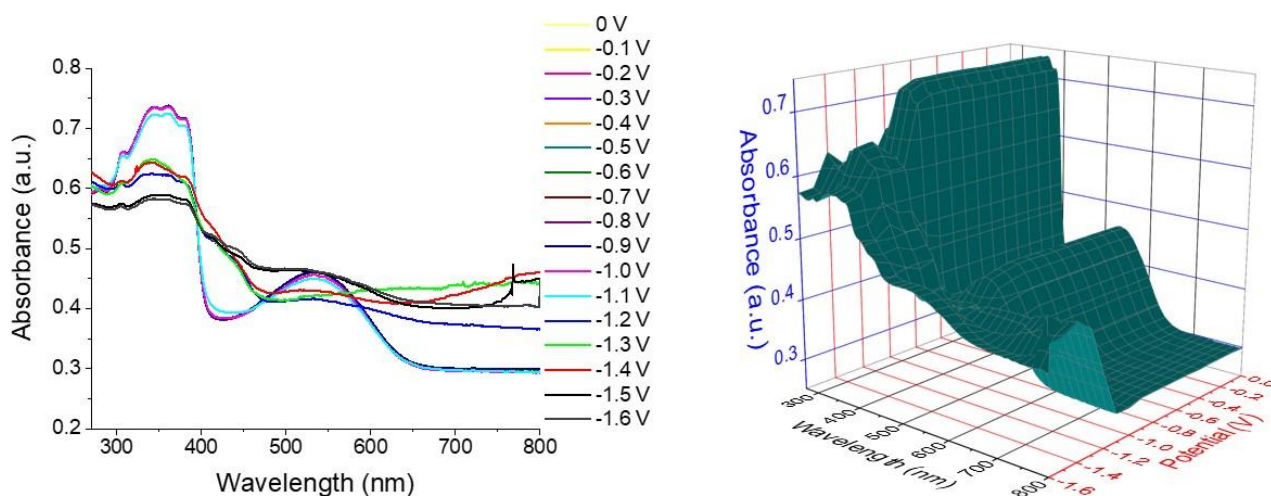 0 V
-0.1 V
-0.2 V
-0.3 V
-0.4 V
-0.5 V
-0.6 V
-0.7 V
-0.8 V
-0.9 V
-1.0 V
-1.1 V
-1.2 V
-1.3 V
-1.4 V
-1.5 V
-1.6 V
0.8
0.7
0.6
0.5
0.4
0.3
0.2
Absorbance (a.u.)
300 400 500 600 700 800
Wavelength (nm)
0.7
0.6
0.5
0.4
0.3
Absorbance (a.u.)
300
400
500
600
700
800
Wavelength (nm)
-0.0
-0.2
-0.4
-0.6
-0.8
-1.0
-1.2
-1.4
-1.6
Potential (V)